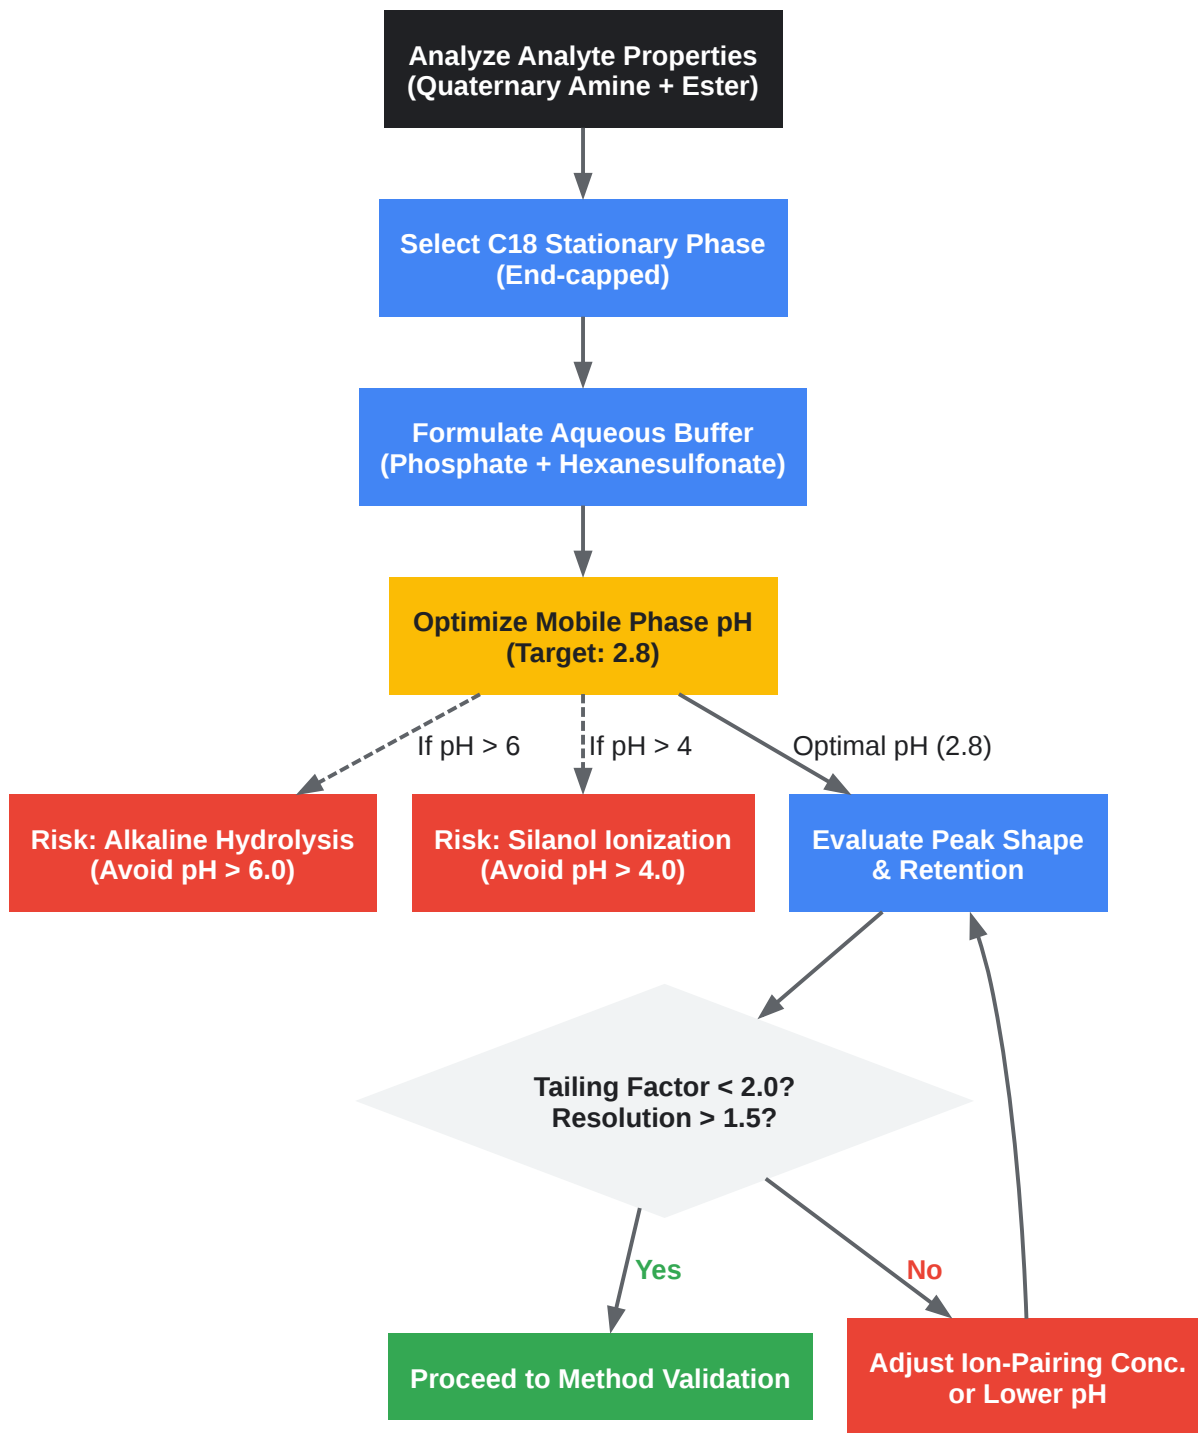 Analyze Analyte Properties
(Quaternary Amine + Ester)
Select C18 Stationary Phase
(End-capped)
Formulate Aqueous Buffer
(Phosphate + Hexanesulfonate)
Optimize Mobile Phase pH
(Target: 2.8)
If pH > 6
If pH > 4
Optimal pH (2.8)
Risk: Alkaline Hydrolysis
(Avoid pH > 6.0)
Risk: Silanol Ionization
(Avoid pH > 4.0)
Evaluate Peak Shape
& Retention
Tailing Factor < 2.0?
Resolution > 1.5?
Yes
No
Proceed to Method Validation
Adjust Ion-Pairing Conc.
or Lower pH